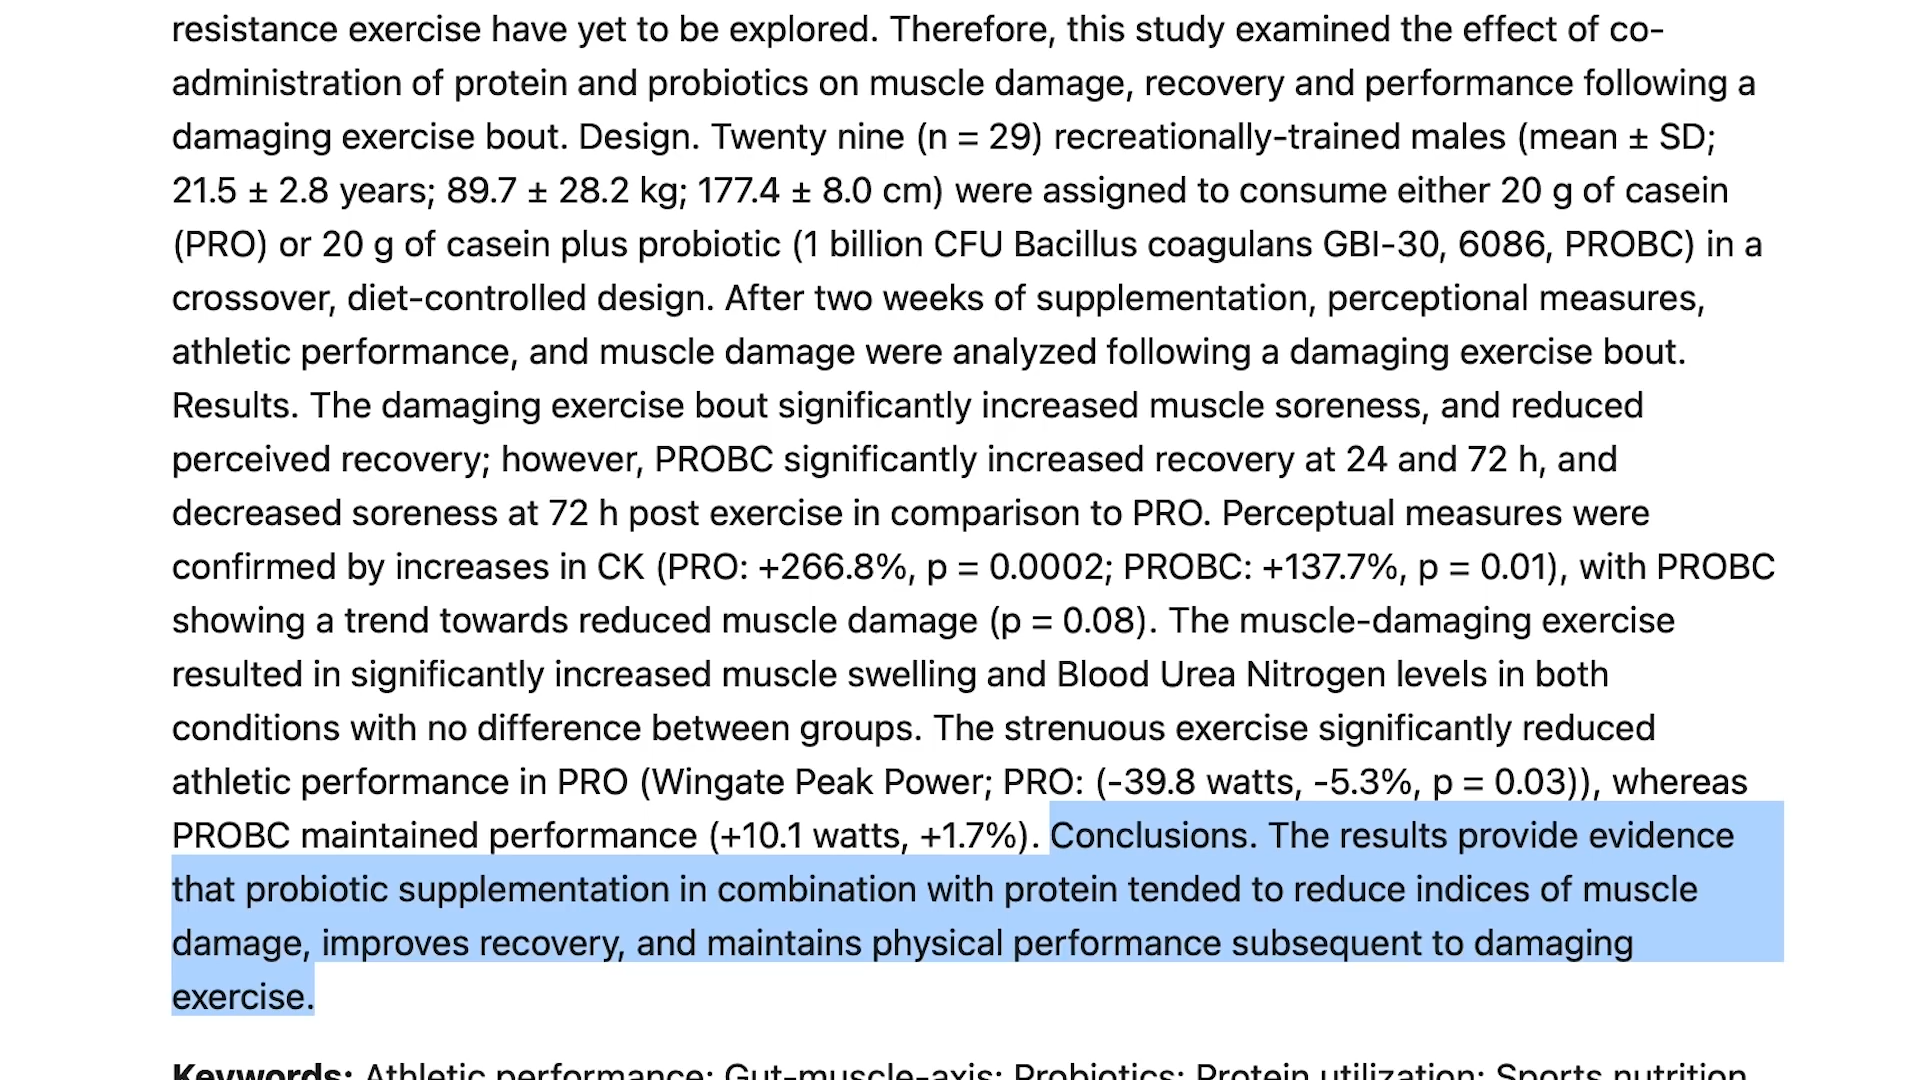 resistance exercise have yet to be explored. Therefore, this study examined the effect of co-
administration of protein and probiotics on muscle damage, recovery and performance following a
damaging exercise bout. Design. Twenty nine (n = 29) recreationally-trained males (mean ± SD;
21.5 ± 2.8 years; 89.7 ± 28.2 kg; 177.4 ± 8.0 cm) were assigned to consume either 20 g of casein
(PRO) or 20 g of casein plus probiotic (1 billion CFU Bacillus coagulans GBI-30, 6086, PROBC) in a
crossover, diet-controlled design. After two weeks of supplementation, perceptional measures,
athletic performance, and muscle damage were analyzed following a damaging exercise bout.
Results. The damaging exercise bout significantly increased muscle soreness, and reduced
perceived recovery; however, PROBC significantly increased recovery at 24 and 72 h, and
decreased soreness at 72 h post exercise in comparison to PRO. Perceptual measures were
confirmed by increases in CK (PRO: +266.8%, p = 0.0002; PROBC: +137.7%, p = 0.01), with PROBC
showing a trend towards reduced muscle damage (p = 0.08). The muscle-damaging exercise
resulted in significantly increased muscle swelling and Blood Urea Nitrogen levels in both
conditions with no difference between groups. The strenuous exercise significantly reduced
athletic performance in PRO (Wingate Peak Power; PRO: (-39.8 watts, -5.3%, p = 0.03)), whereas
PROBC maintained performance (+10.1 watts, +1.7%). Conclusions. The results provide evidence
that probiotic supplementation in combination with protein tended to reduce indices of muscle
damage, improves recovery, and maintains physical performance subsequent to damaging
exercise.
Keywords: Athletic performance; Gut-muscle-axis; Probiotics; Protein utilization; Sports nutrition